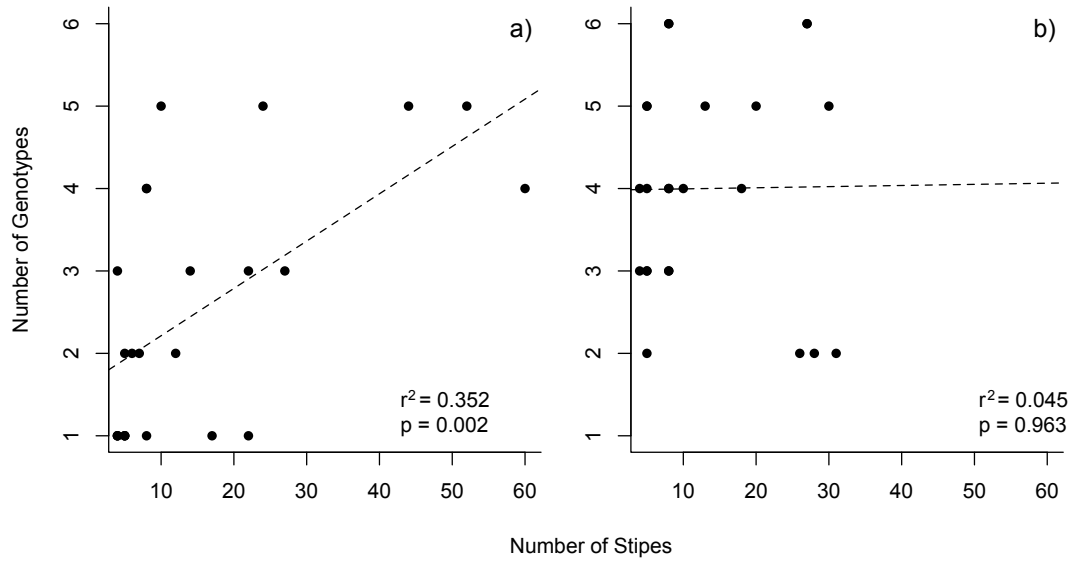 a)
b)
Number of Genotypes
6
5
4
3
2
1
r² = 0.352
p = 0.002
10 20 30 40 50 60
6
5
4
3
2
1
r² = 0.045
p = 0.963
10 20 30 40 50 60
Number of Stipes